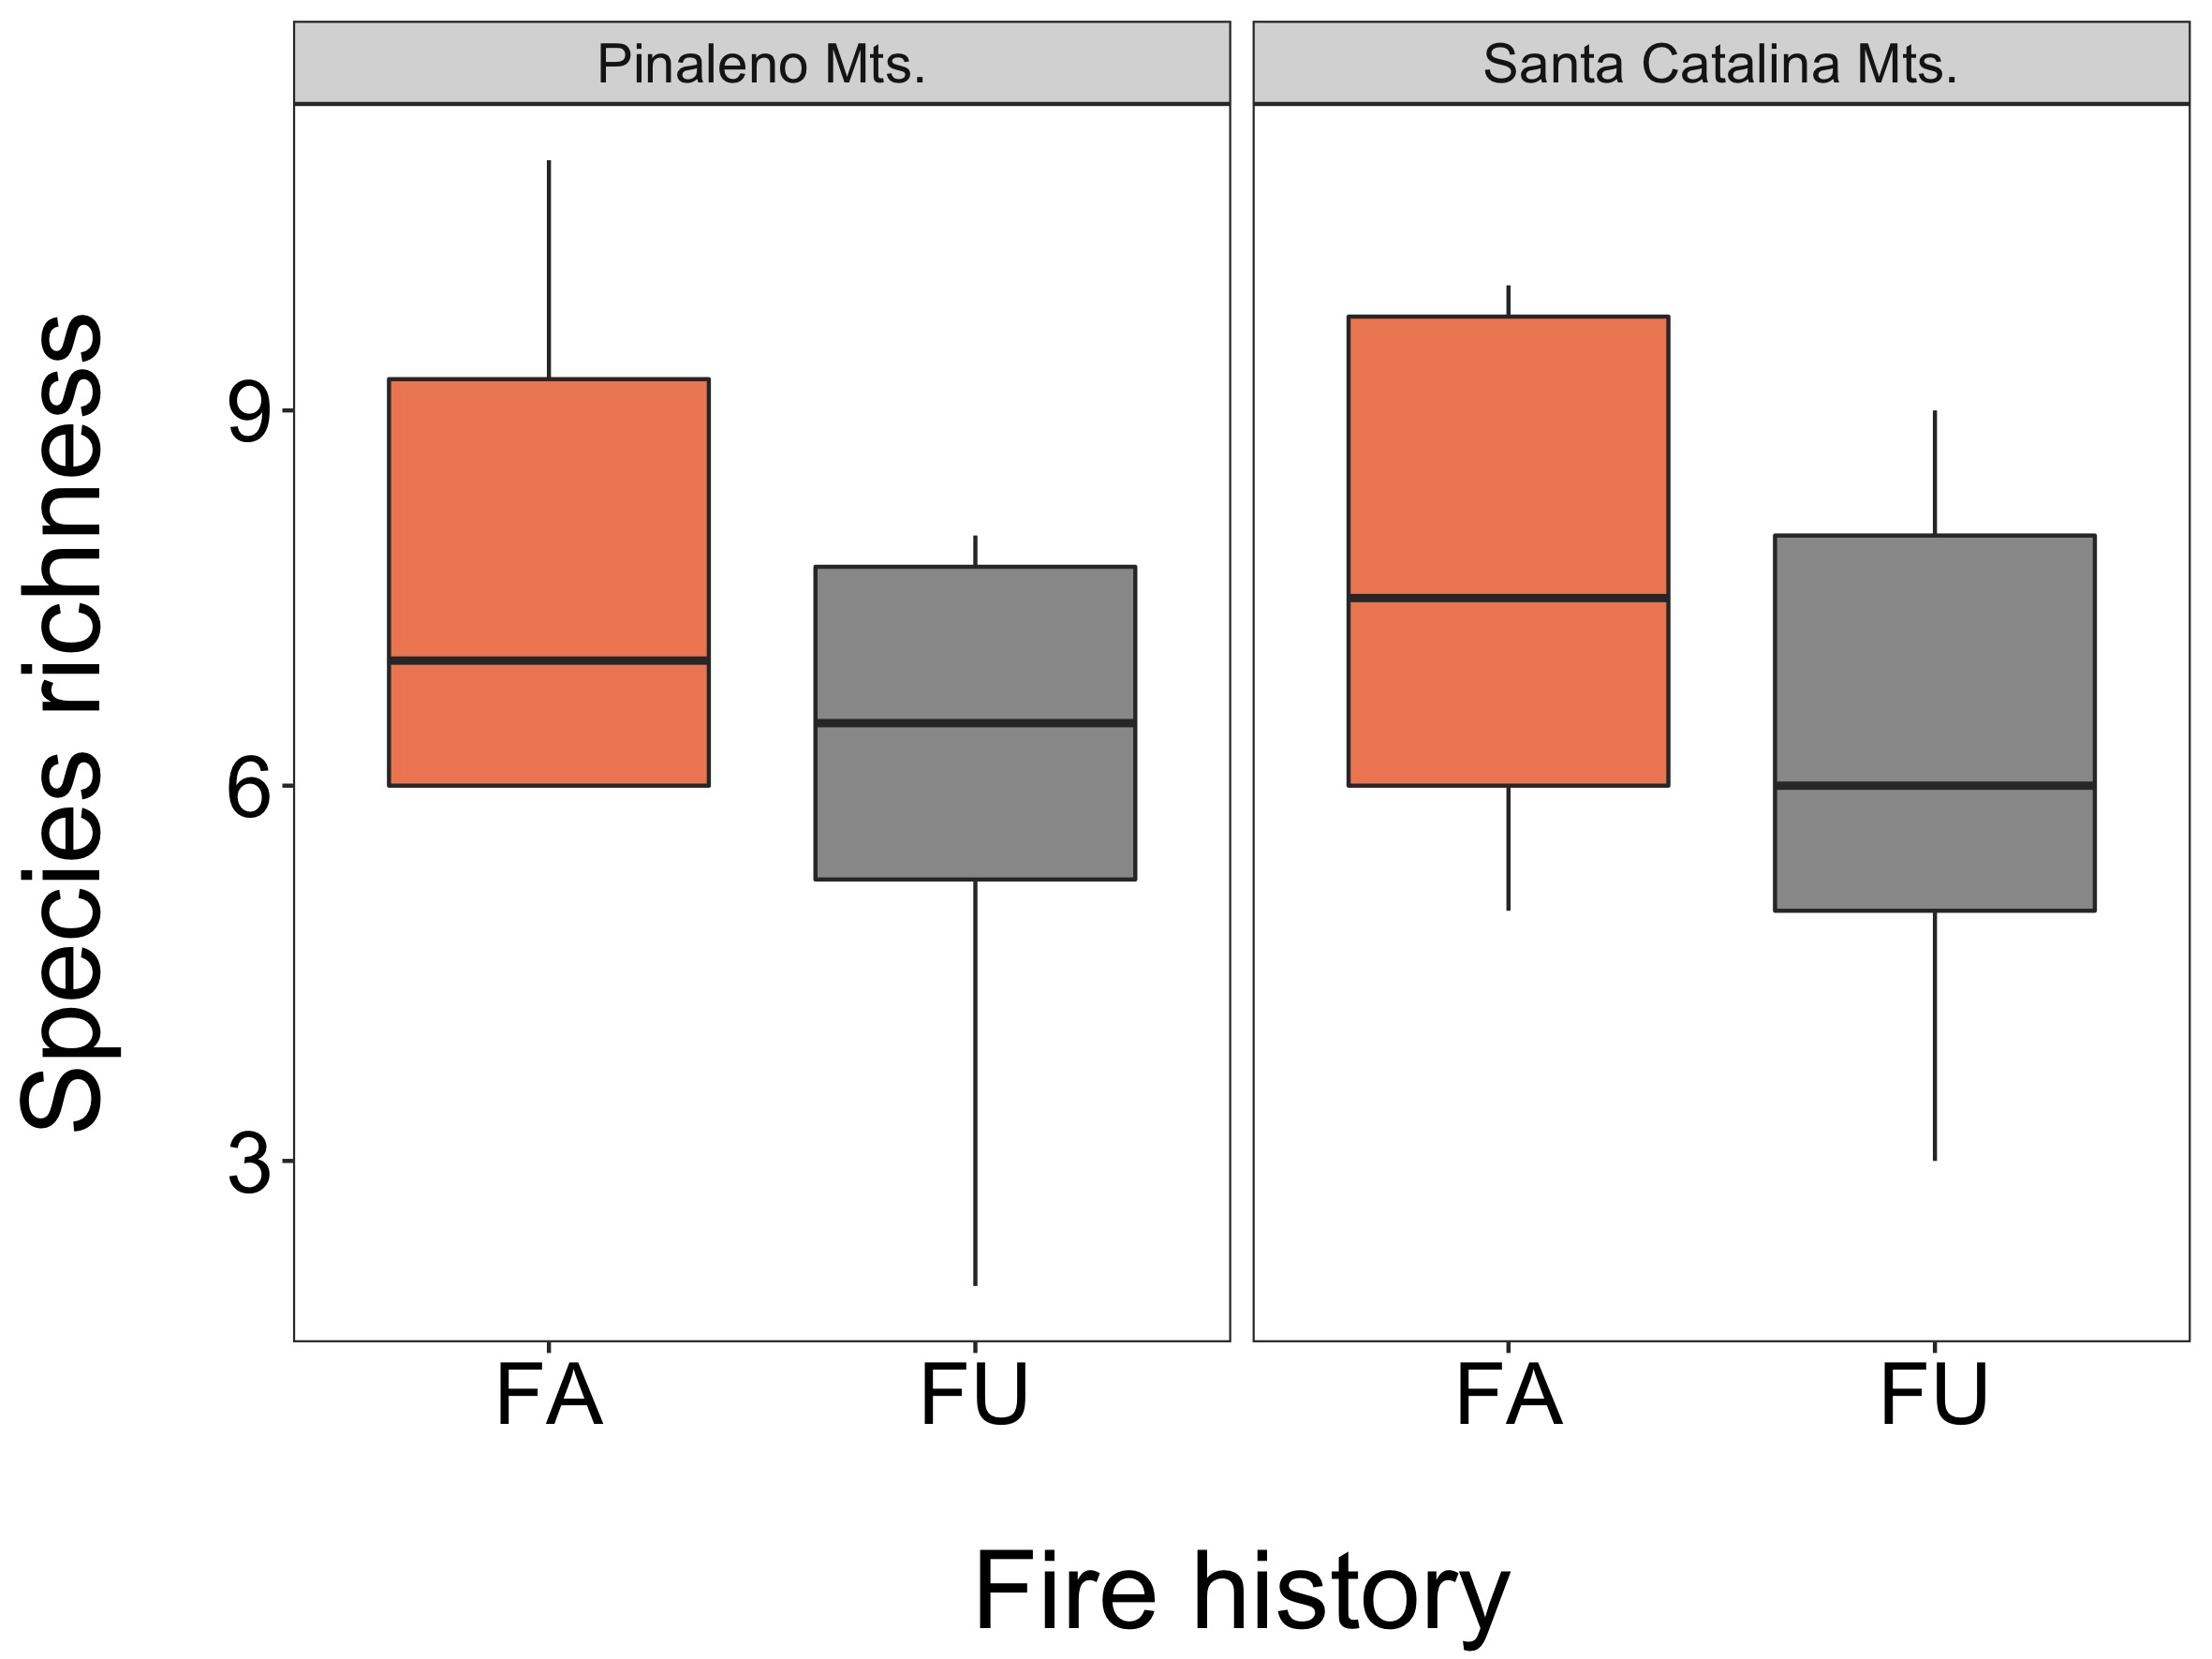 Pinaleno Mts.
Santa Catalina Mts.
Species richness
9
6
3
FA
FU
FA
FU
Fire history